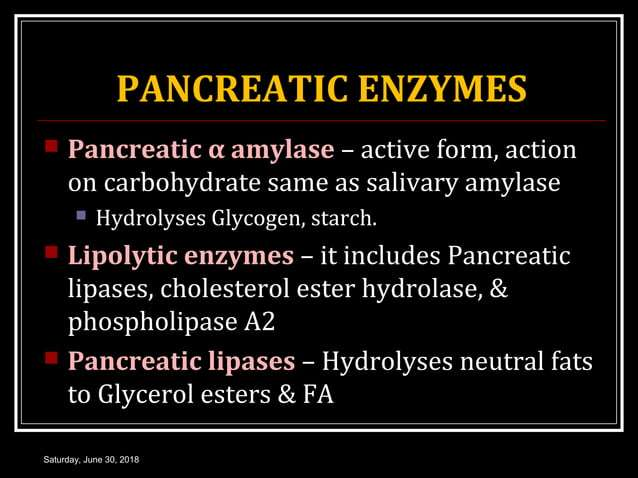 PANCREATIC ENZYMES
Pancreatic α amylase – active form, action
on carbohydrate same as salivary amylase
Hydrolyses Glycogen, starch.
Lipolytic enzymes – it includes Pancreatic
lipases, cholesterol ester hydrolase, &
phospholipase A2
Pancreatic lipases – Hydrolyses neutral fats
to Glycerol esters & FA
Saturday, June 30, 2018